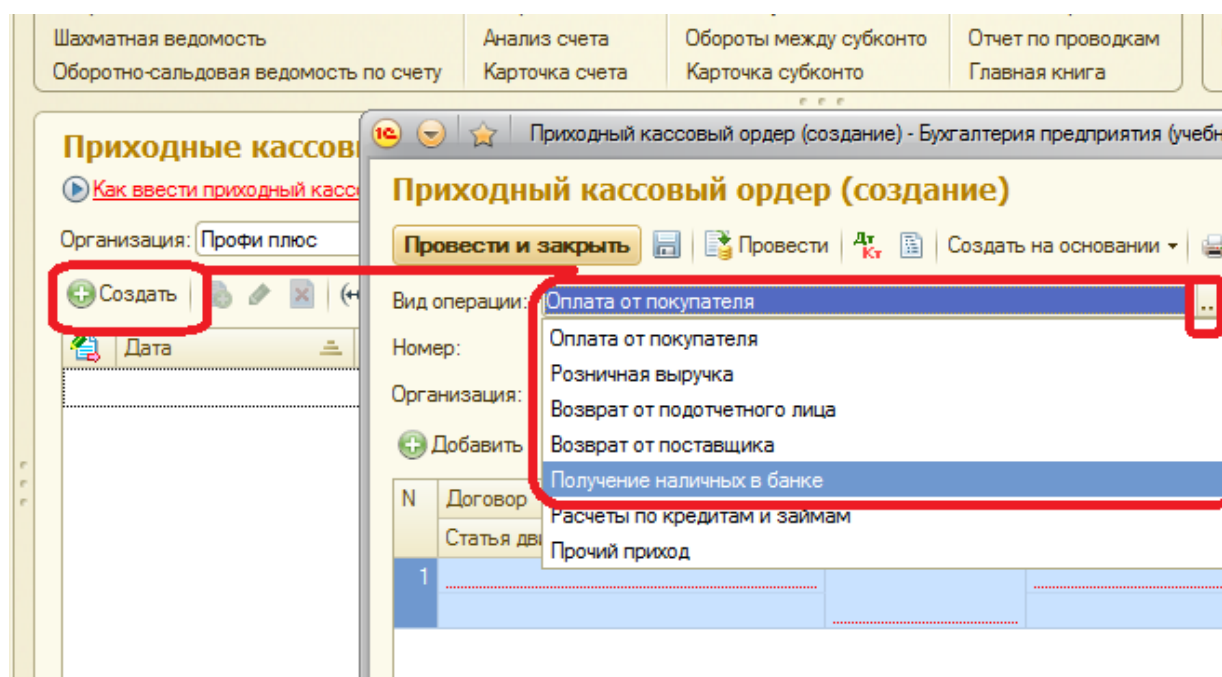 Шахматная ведомость Анализ счета Обороты между субконто Отчет по проводкам
Оборотно-сальдовая ведомость по счету Карточка счета Карточка субконто Главная книга
Приходные кассов
Как ввести приходный кассо
Организация: Профи плюс
Создать
Дата
1С Приходный кассовый ордер (создание) - Бухгалтерия предприятия (учебн
Приходный кассовый ордер (создание)
Провести и закрыть Провести Дт Кт Создать на основании
Вид операции: Оплата от покупателя ..
Номер:
Организация:
Добавить
Оплата от покупателя
Розничная выручка
Возврат от подотчетного лица
Возврат от поставщика
Получение наличных в банке
Расчеты по кредитам и займам
Прочий приход
N Договор
Статья дви
1